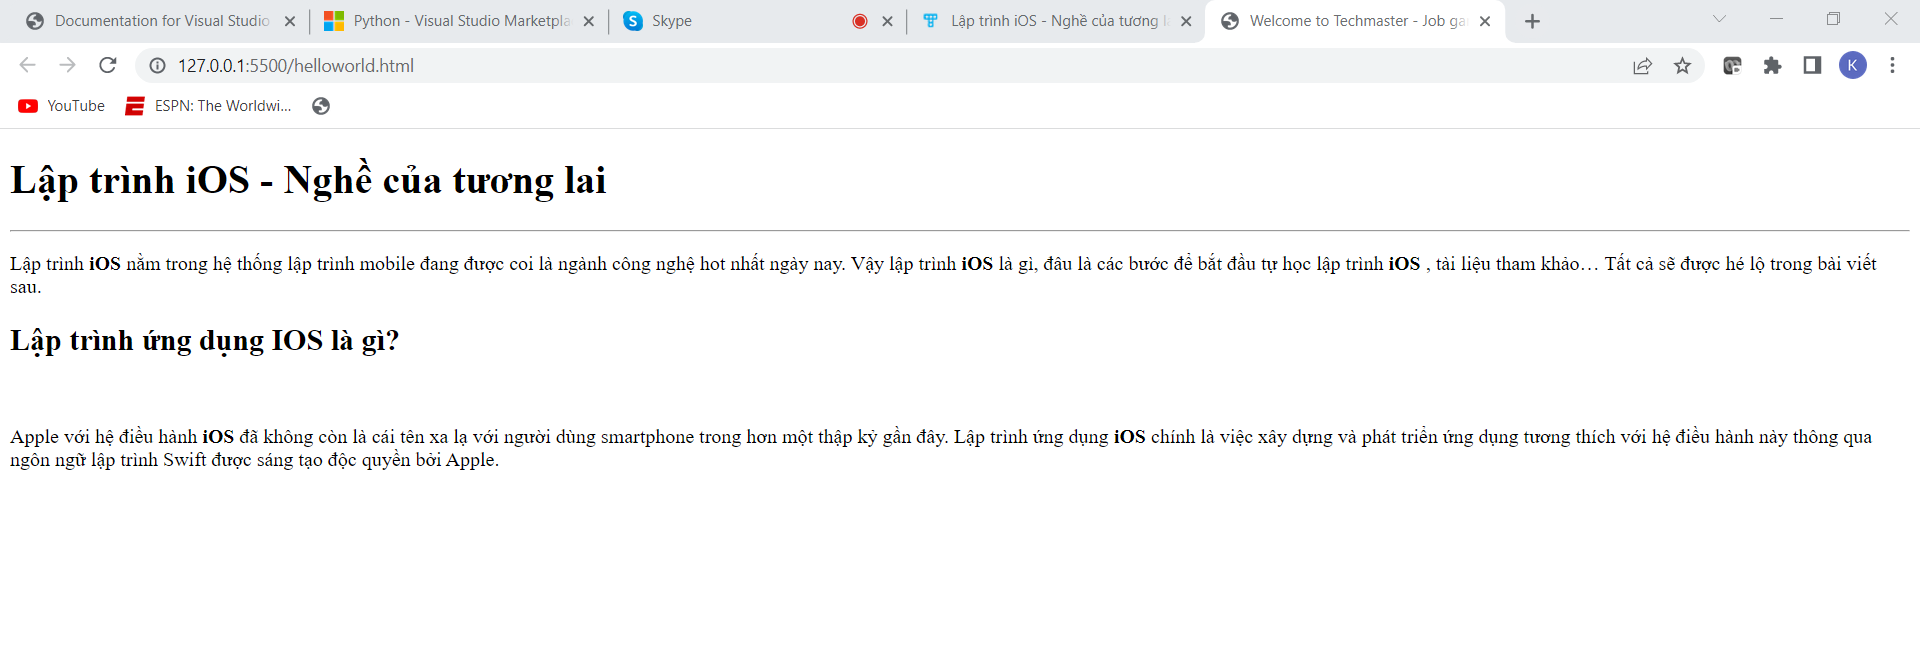 Documentation for Visual Studio
Python - Visual Studio Marketpla
Skype
Lập trình iOS - Nghề của tương l
Welcome to Techmaster - Job ga
127.0.0.1:5500/helloworld.html
K
YouTube
ESPN: The Worldwi...
Lập trình iOS - Nghề của tương lai
Lập trình iOS nằm trong hệ thống lập trình mobile đang được coi là ngành công nghệ hot nhất ngày nay. Vậy lập trình iOS là gì, đâu là các bước để bắt đầu tự học lập trình iOS , tài liệu tham khảo… Tất cả sẽ được hé lộ trong bài viết
sau.
Lập trình ứng dụng IOS là gì?
Apple với hệ điều hành iOS đã không còn là cái tên xa lạ với người dùng smartphone trong hơn một thập kỷ gần đây. Lập trình ứng dụng iOS chính là việc xây dựng và phát triển ứng dụng tương thích với hệ điều hành này thông qua
ngôn ngữ lập trình Swift được sáng tạo độc quyền bởi Apple.